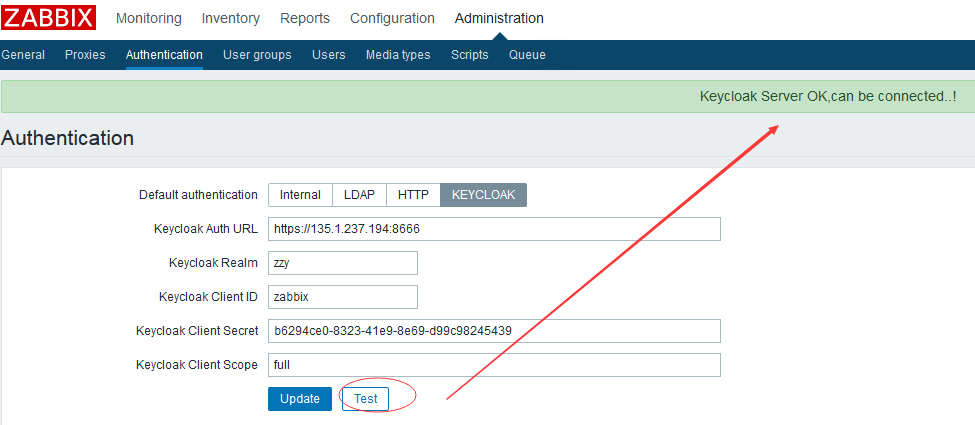 ZABBIX Monitoring Inventory Reports Configuration Administration
General Proxies Authentication User groups Users Media types Scripts Queue
Keycloak Server OK,can be connected..!
Authentication
Default authentication Internal LDAP HTTP KEYCLOAK
Keycloak Auth URL https://135.1.237.194:8666
Keycloak Realm zzy
Keycloak Client ID zabbix
Keycloak Client Secret b6294ce0-8323-41e9-8e69-d99c98245439
Keycloak Client Scope full
Update Test